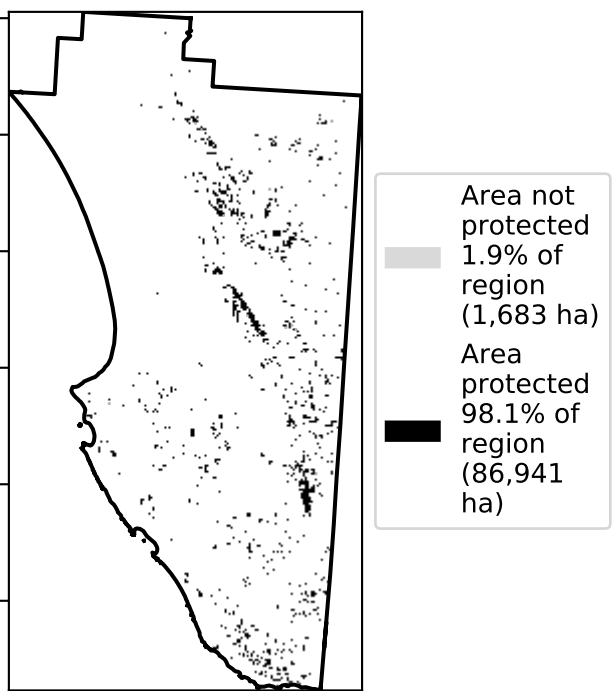 Area not
protected
1.9% of
region
(1,683 ha)
Area
protected
98.1% of
region
(86,941
ha)